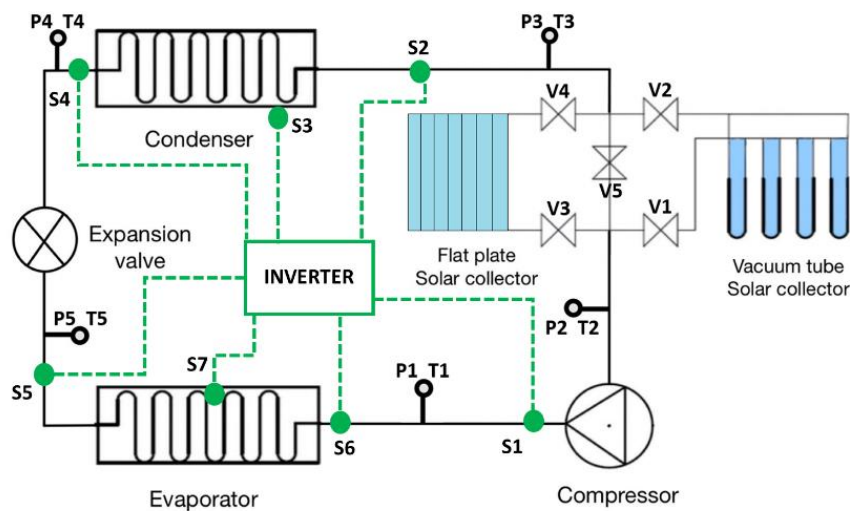 P4 T4
S2
P3 T3
S4
V4
V2
S3
Condenser
V5
Expansion
valve
V3
V1
Flat plate
Solar collector
INVERTER
Vacuum tube
Solar collector
P5 T5
P2 T2
S7
P1 T1
S5
S6
S1
Evaporator
Compressor